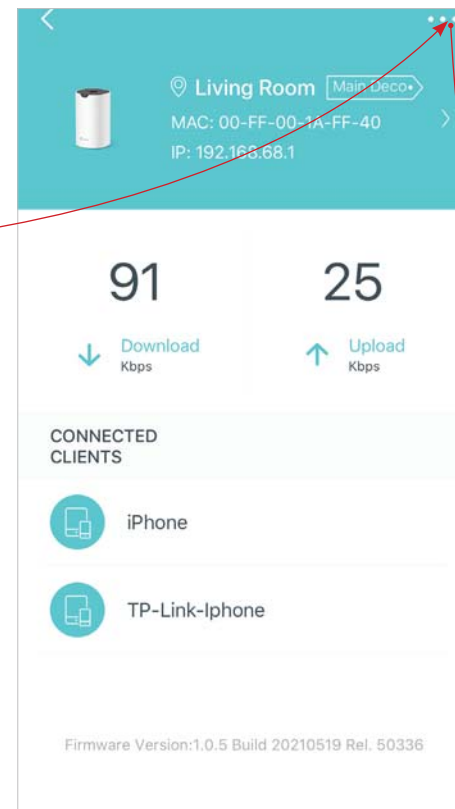 Living Room Main Deco
MAC: 00-FF-00-1A-FF-40
IP: 192.168.68.1
91 25
Download Upload
Kbps Kbps
CONNECTED
CLIENTS
iPhone
TP-Link-Iphone
Firmware Version:1.0.5 Build 20210519 Rel. 50336